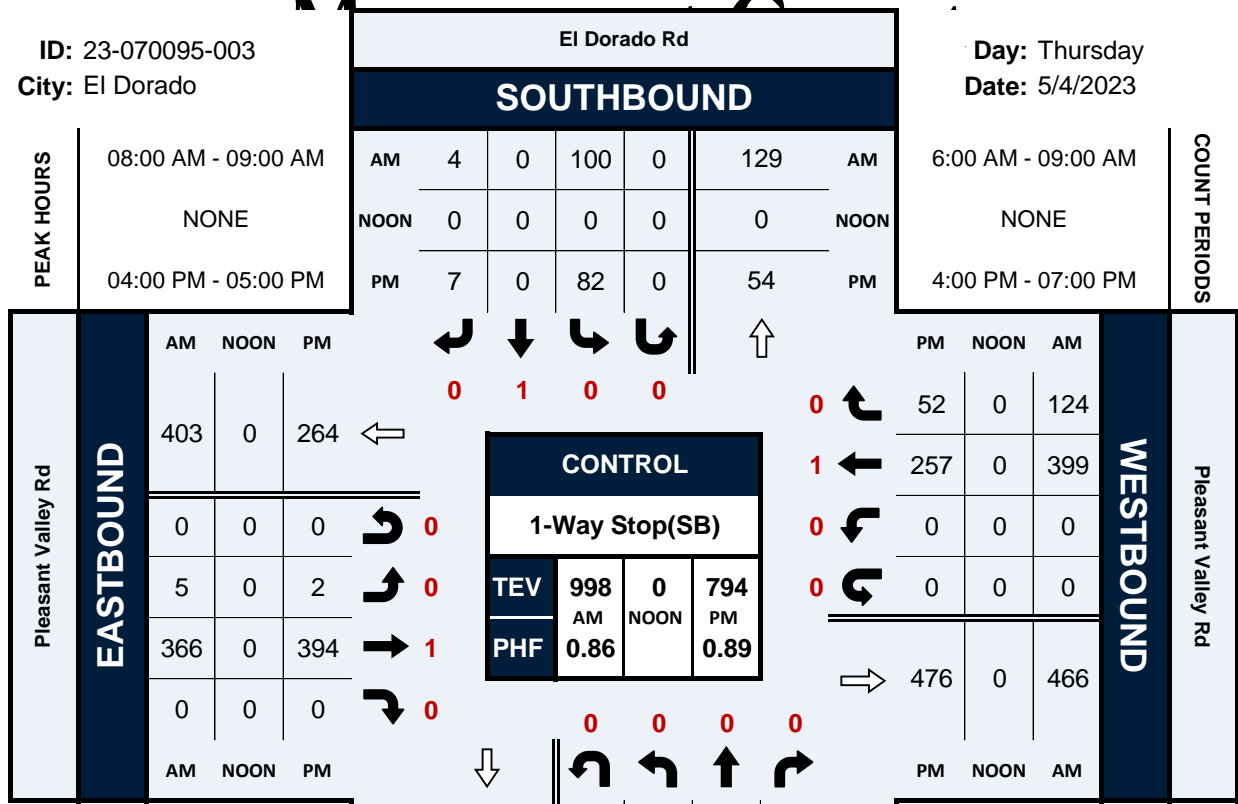 El Dorado Rd
ID: 23-070095-003
Day: Thursday
City: El Dorado
SOUTHBOUND
Date: 5/4/2023
PEAK HOURS
08:00 AM - 09:00 AM
NONE
04:00 PM - 05:00 PM
AM 4 0 100 0 129 AM
NOON 0 0 0 0 0 NOON
PM 7 0 82 0 54 PM
6:00 AM - 09:00 AM
NONE
4:00 PM - 07:00 PM
COUNT PERIODS
0 1 0 0
Pleasant Valley Rd
EASTBOUND
AM NOON PM
403 0 264
0 0 0 0
5 0 2 0
366 0 394 1
0 0 0 0
AM NOON PM
CONTROL
1-Way Stop(SB)
TEV 998 0 794
AM NOON PM
PHF 0.86 0.89
PM NOON AM
0 52 0 124
1 257 0 399
0 0 0 0
0 0 0 0
476 0 466
PM NOON AM
WESTBOUND
Pleasant Valley Rd
0 0 0 0